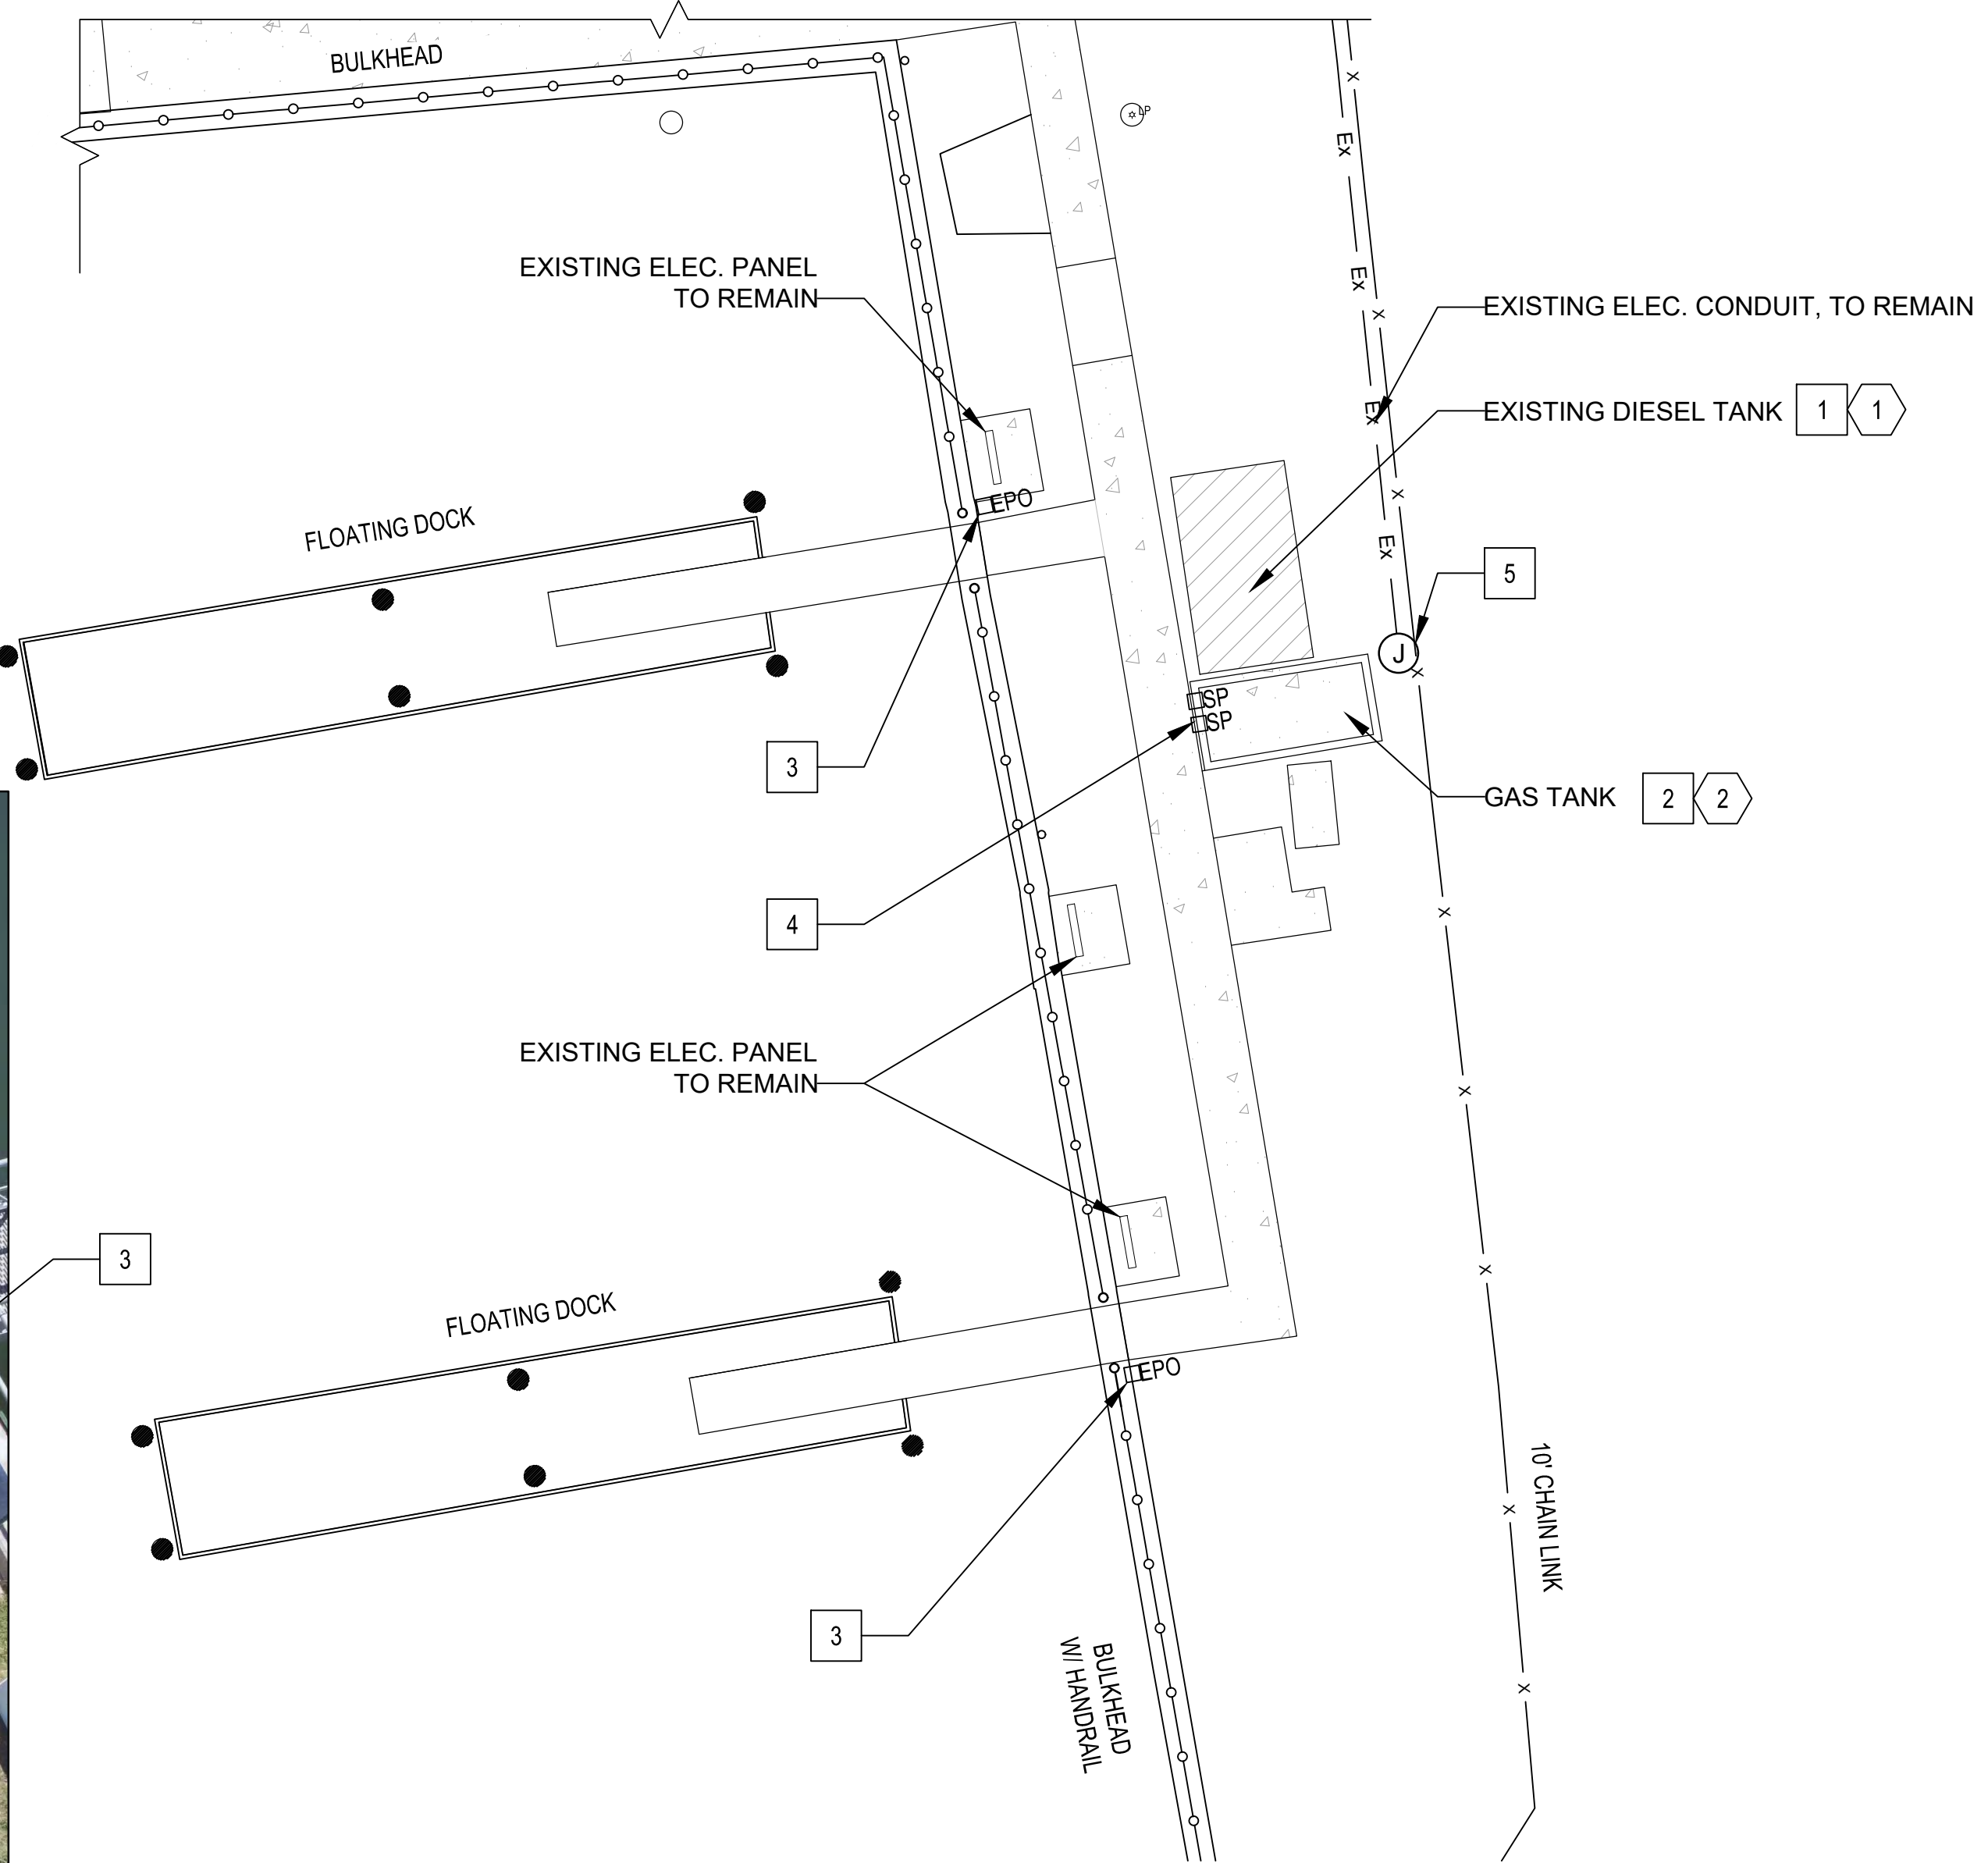 BULKHEAD
LP
X
Ex
EXISTING ELEC. PANEL
TO REMAIN
Ex
X
EXISTING ELEC. CONDUIT, TO REMAIN
Ex
EXISTING DIESEL TANK 1 1
X
EPO
FLOATING DOCK
Ex
5
J
X
SP
SP
3
GAS TANK 2 2
4
X
EXISTING ELEC. PANEL
TO REMAIN
X
3
X
FLOATING DOCK
EPO
X
10' CHAIN LINK
3
X
BULKHEAD
W/ HANDRAIL